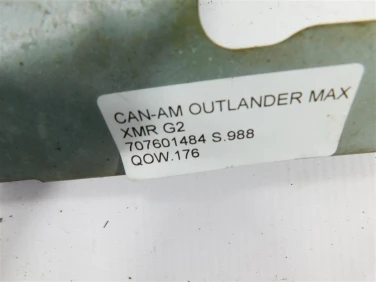 CAN-AM OUTLANDER MAX
XMR G2
707601484 S.988
QOW.176